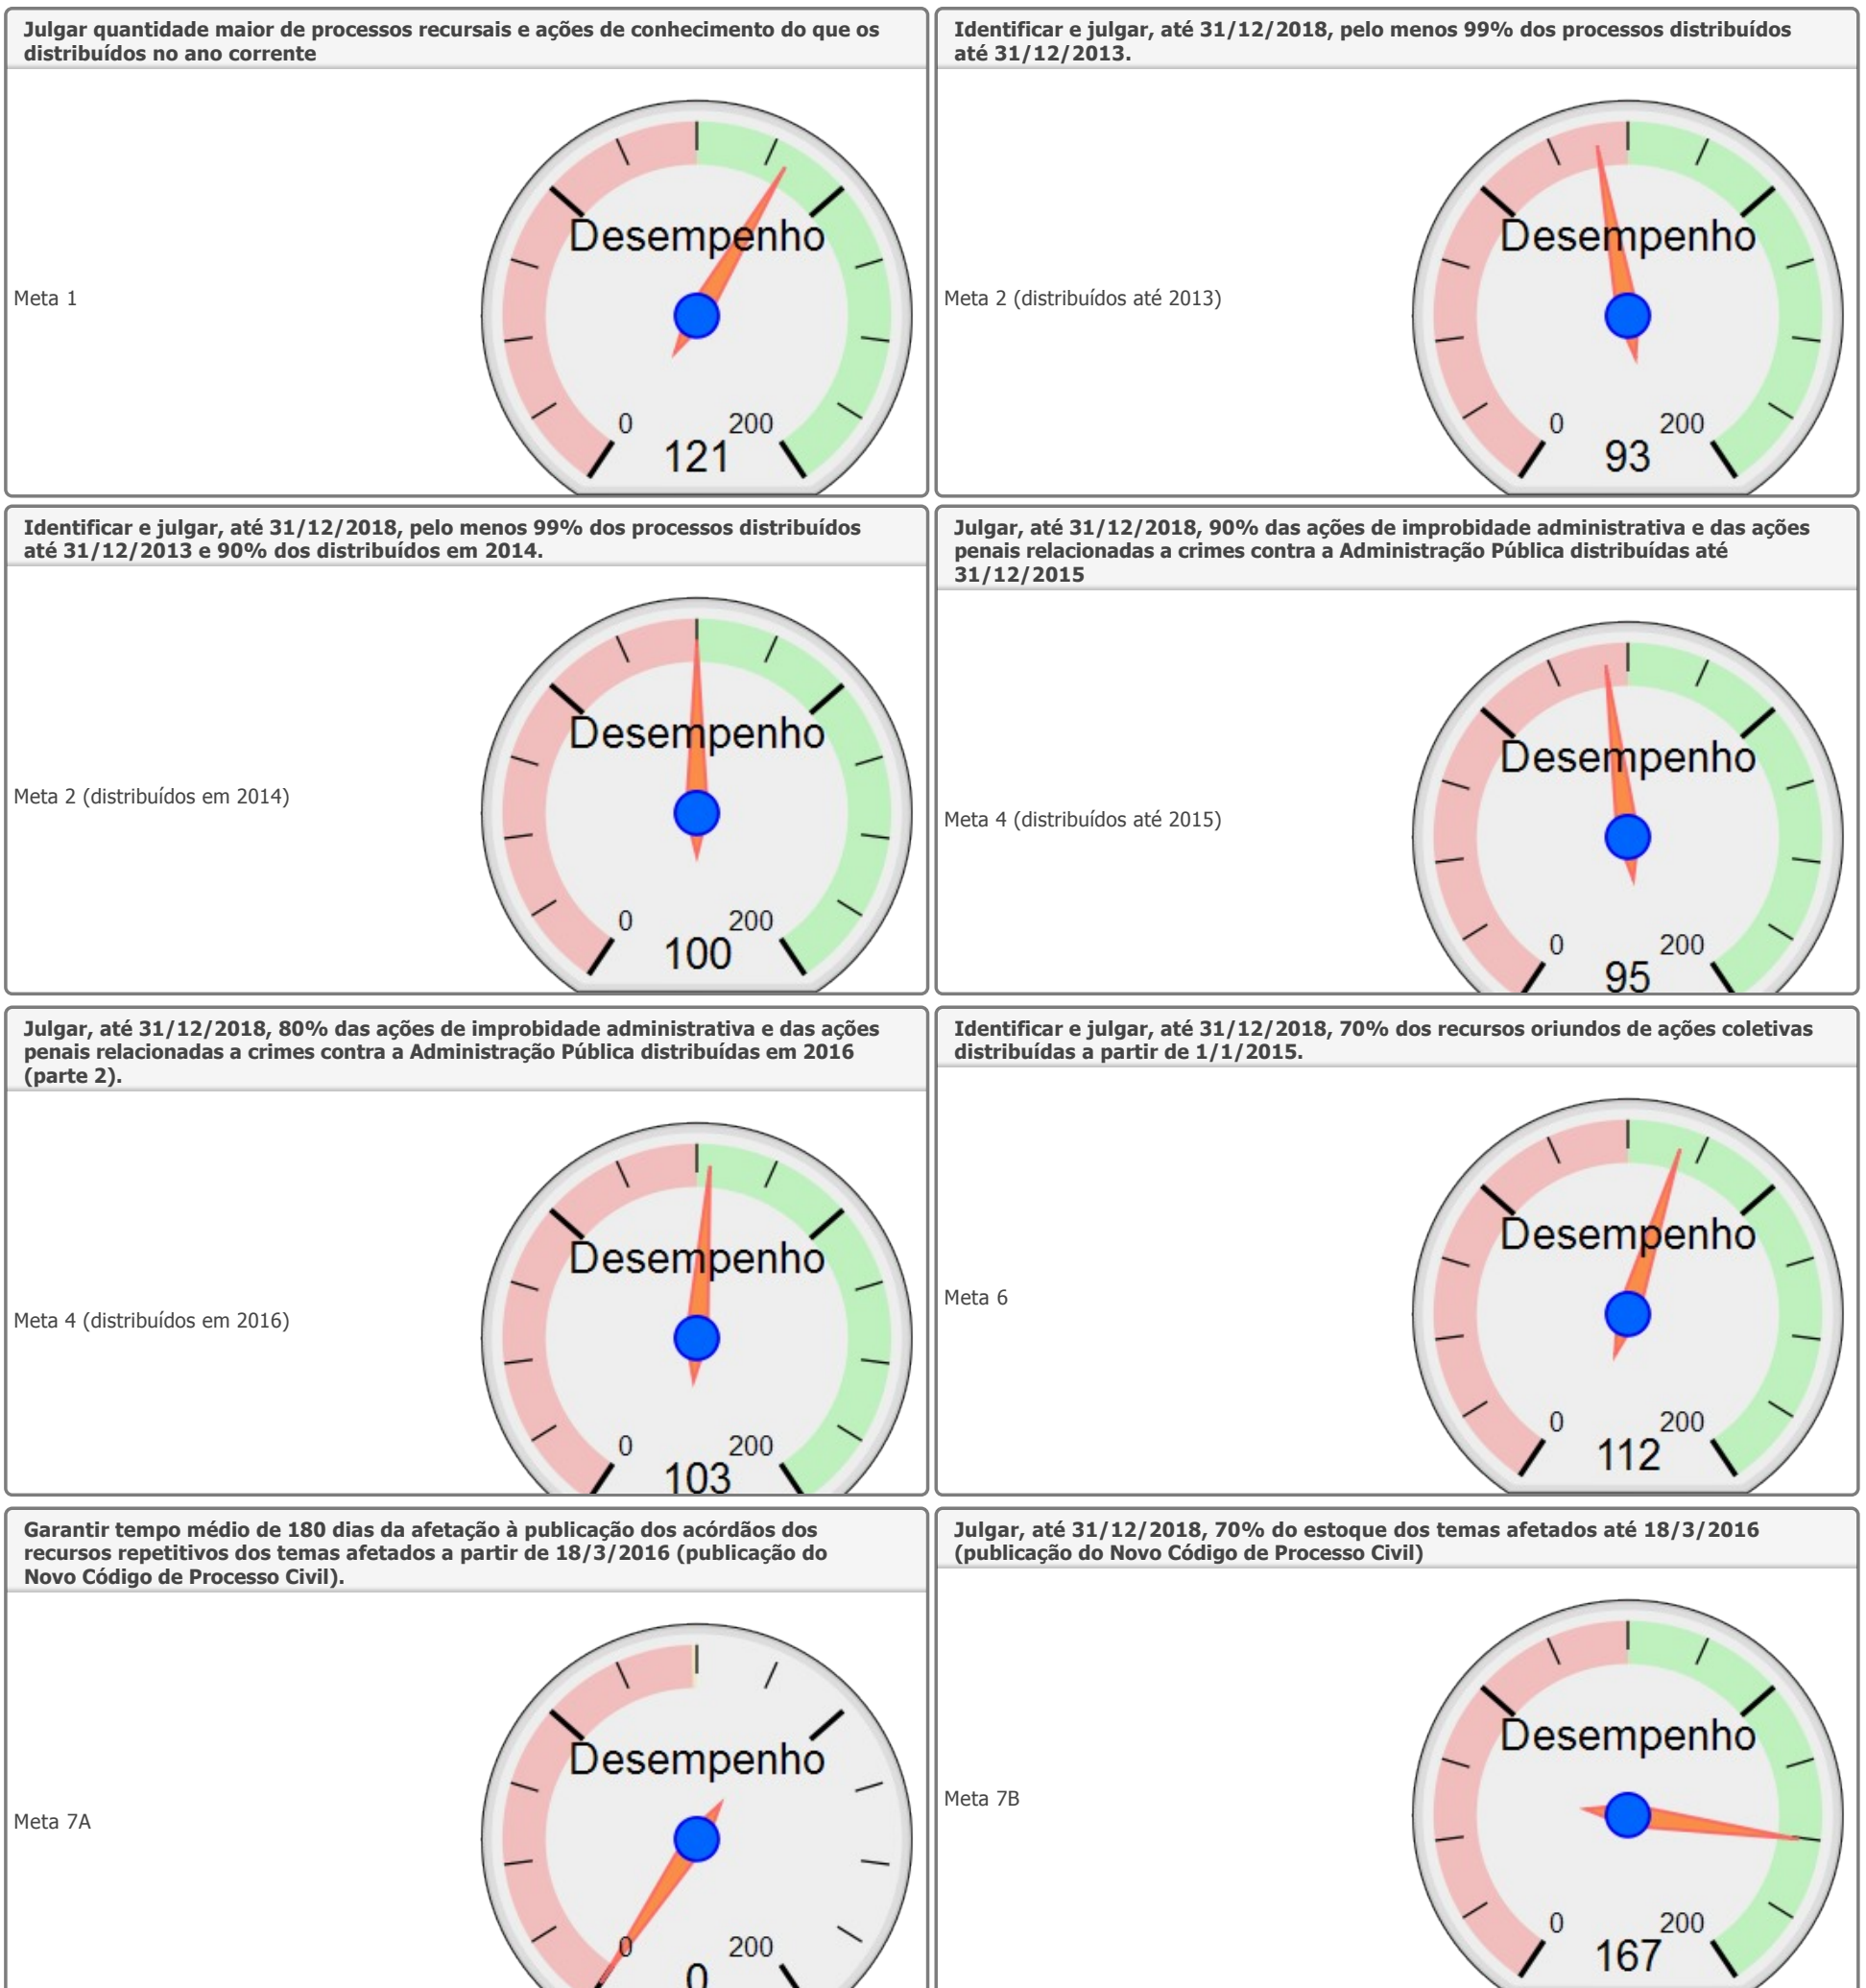 Julgar quantidade maior de processos recursais e ações de conhecimento do que os
distribuídos no ano corrente
Meta 1
Desempenho
0
200
121
Identificar e julgar, até 31/12/2018, pelo menos 99% dos processos distribuídos
até 31/12/2013.
Meta 2 (distribuídos até 2013)
Desempenho
0
200
93
Identificar e julgar, até 31/12/2018, pelo menos 99% dos processos distribuídos
até 31/12/2013 e 90% dos distribuídos em 2014.
Meta 2 (distribuídos em 2014)
Desempenho
0
200
100
Julgar, até 31/12/2018, 90% das ações de improbidade administrativa e das ações
penais relacionadas a crimes contra a Administração Pública distribuídas até
31/12/2015
Meta 4 (distribuídos até 2015)
Desempenho
0
200
95
Julgar, até 31/12/2018, 80% das ações de improbidade administrativa e das ações
penais relacionadas a crimes contra a Administração Pública distribuídas em 2016
(parte 2).
Meta 4 (distribuídos em 2016)
Desempenho
0
200
103
Identificar e julgar, até 31/12/2018, 70% dos recursos oriundos de ações coletivas
distribuídas a partir de 1/1/2015.
Meta 6
Desempenho
0
200
112
Garantir tempo médio de 180 dias da afetação à publicação dos acórdãos dos
recursos repetitivos dos temas afetados a partir de 18/3/2016 (publicação do
Novo Código de Processo Civil).
Meta 7A
Desempenho
0
200
0
Julgar, até 31/12/2018, 70% do estoque dos temas afetados até 18/3/2016
(publicação do Novo Código de Processo Civil)
Meta 7B
Desempenho
0
200
167